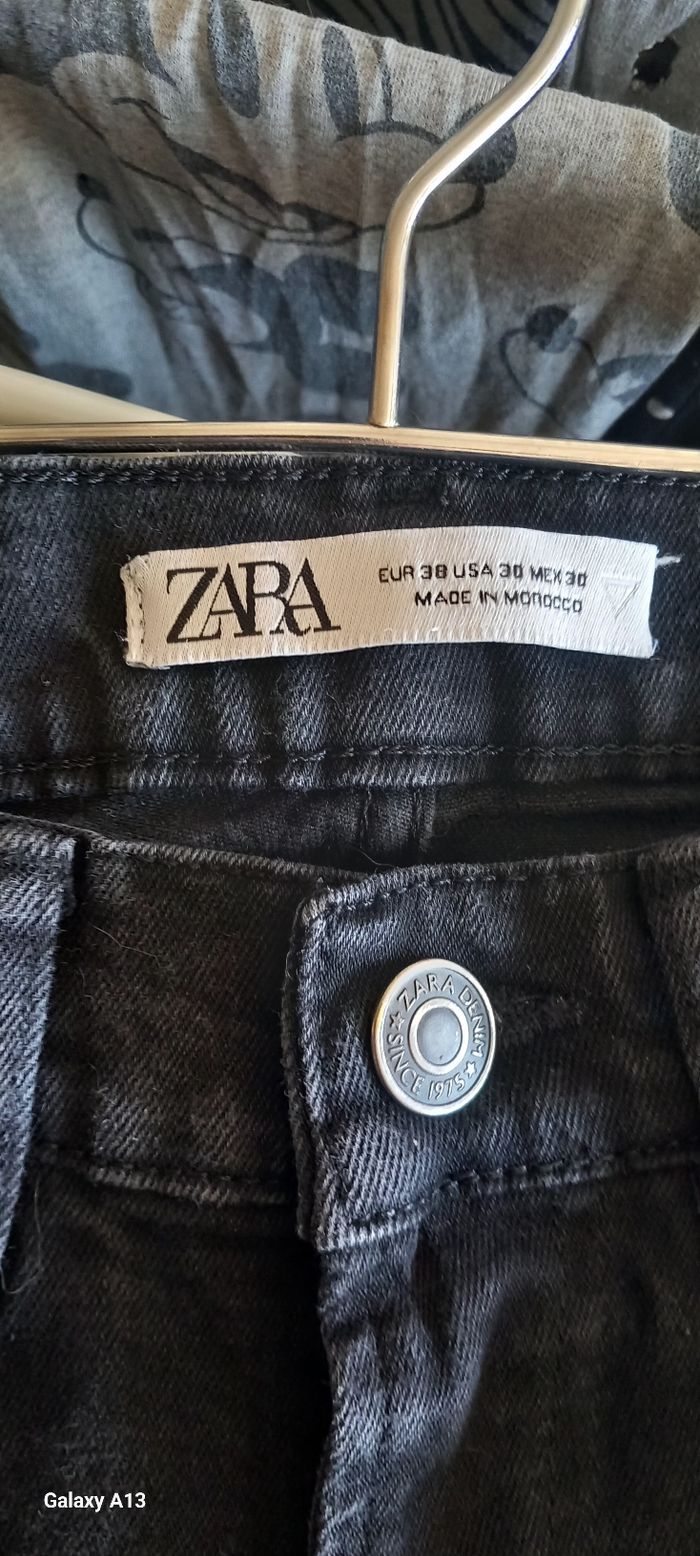 ZARA
EUR 38 USA 30 MEX 30
MADE IN MOROCCO
ZARA DENIM
SINCE 1975
Galaxy A13